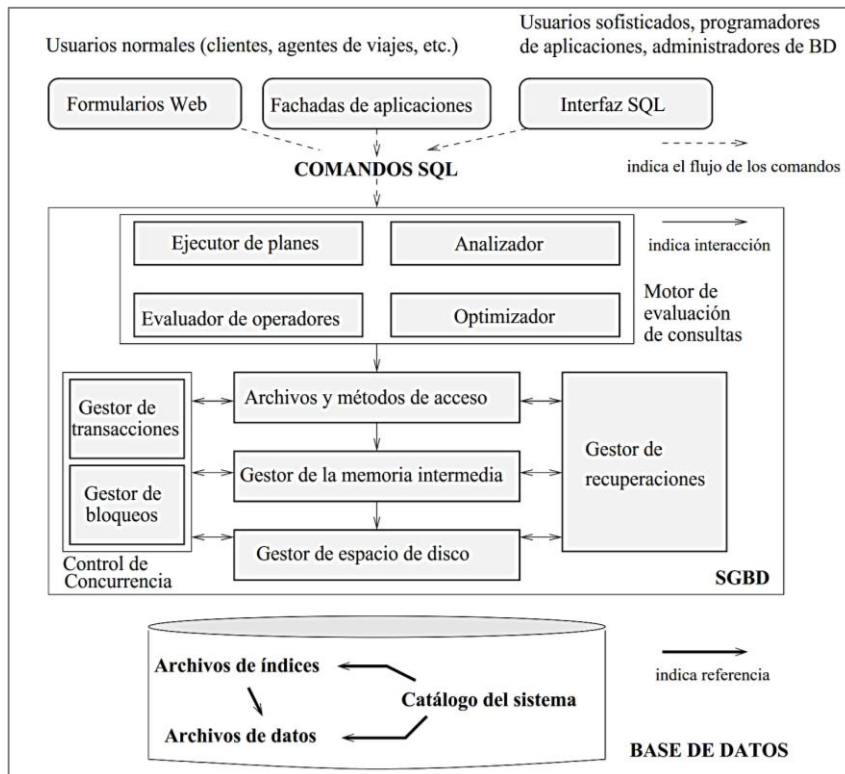 Usuarios normales (clientes, agentes de viajes, etc.)
Usuarios sofisticados, programadores
de aplicaciones, administradores de BD
Formularios Web
Fachadas de aplicaciones
Interfaz SQL
COMANDOS SQL
indica el flujo de los comandos
Ejecutor de planes
Analizador
indica interacción
Evaluador de operadores
Optimizador
Motor de
evaluación
de consultas
Gestor de
transacciones
Archivos y métodos de acceso
Gestor de
recuperaciones
Gestor de la memoria intermedia
Gestor de
bloqueos
Gestor de espacio de disco
Control de
Concurrencia
SGBD
Archivos de índices
indica referencia
Catálogo del sistema
Archivos de datos
BASE DE DATOS